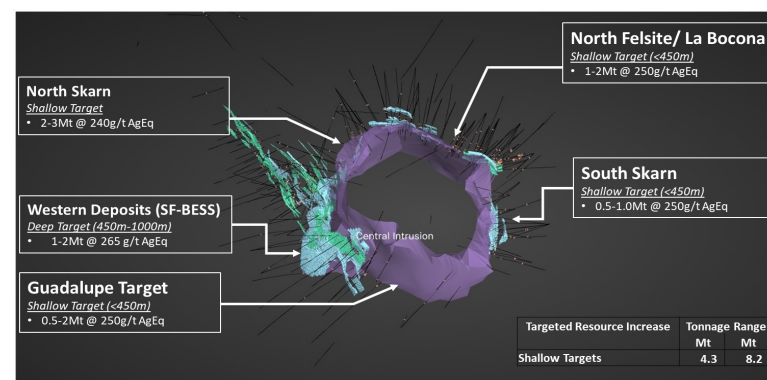 North Felsite/ La Bocona
Shallow Target (<450m)
• 1-2Mt @ 250g/t AgEq
North Skarn
Shallow Target
• 2-3Mt @ 240g/t AgEq
South Skarn
Shallow Target (<450m)
• 0.5-1.0Mt @ 250g/t AgEq
Western Deposits (SF-BESS)
Deep Target (450m-1000m)
• 1-2Mt @ 265 g/t AgEq
Central Intrusion
Guadalupe Target
Shallow Target (<450m)
• 0.5-2Mt @ 250g/t AgEq
Targeted Resource Increase Tonnage Range
Mt Mt
Shallow Targets 4.3 8.2